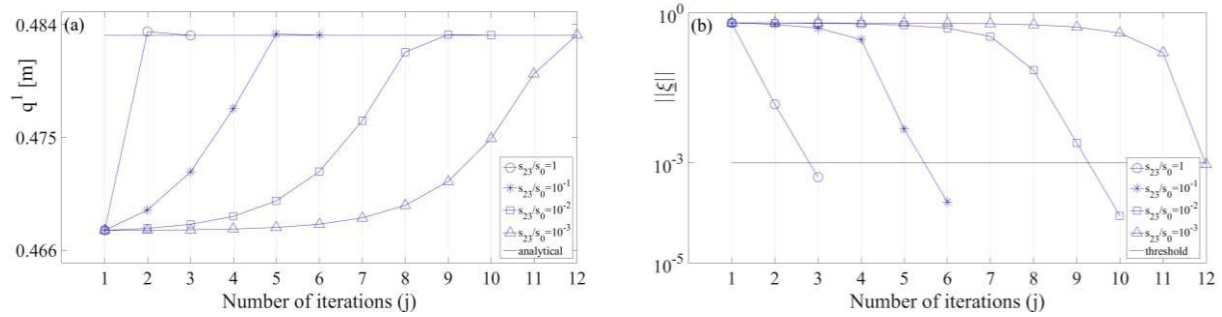 (a)
q¹ [m]
0.484
0.475
0.466
s₂₃/s₀=1
s₂₃/s₀=10⁻¹
s₂₃/s₀=10⁻²
s₂₃/s₀=10⁻³
analytical
1 2 3 4 5 6 7 8 9 10 11 12
Number of iterations (j)
(b)
||ξ||
10⁰
10⁻³
10⁻⁵
s₂₃/s₀=1
s₂₃/s₀=10⁻¹
s₂₃/s₀=10⁻²
s₂₃/s₀=10⁻³
threshold
1 2 3 4 5 6 7 8 9 10 11 12
Number of iterations (j)